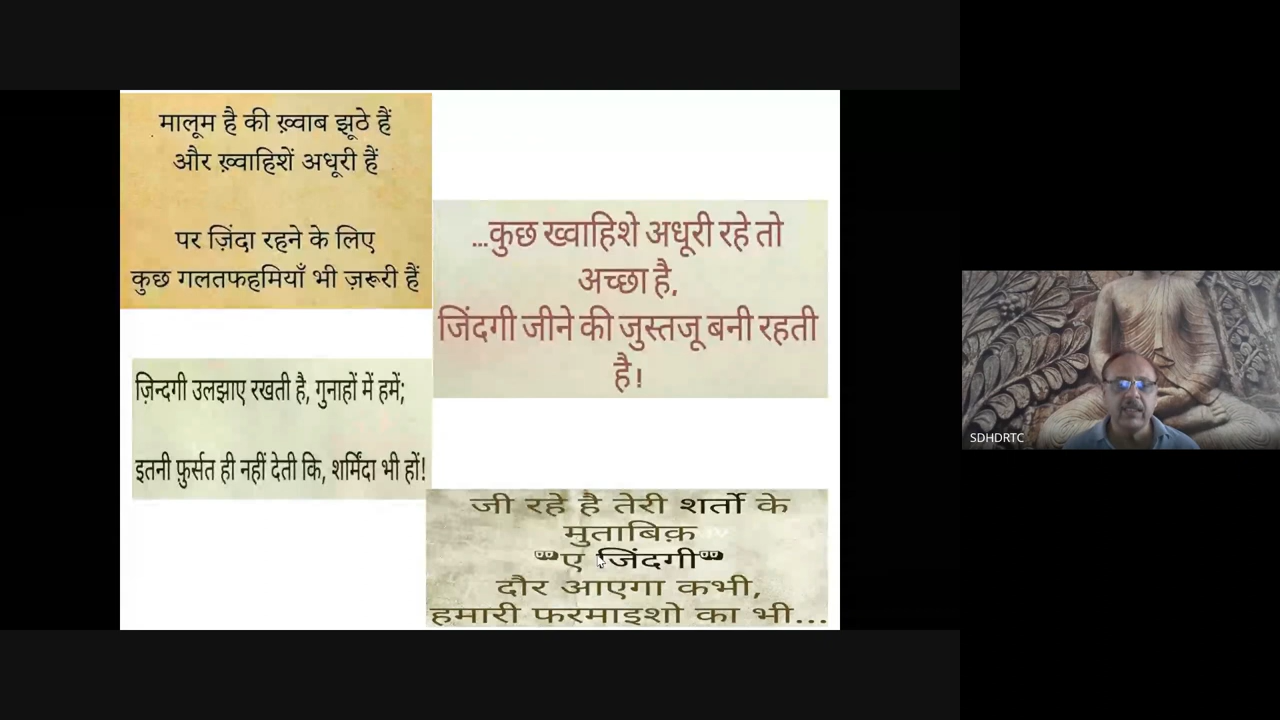 मालूम है की ख़्वाब झूठे हैं
और ख़्वाहिशें अधूरी हैं
पर ज़िंदा रहने के लिए
कुछ गलतफहमियाँ भी ज़रूरी हैं
...कुछ ख्वाहिशे अधूरी रहे तो
अच्छा है,
जिंदगी जीने की जुस्तजू बनी रहती
है!
ज़िन्दगी उलझाए रखती है, गुनाहों में हमें;
इतनी फ़ुर्सत ही नहीं देती कि, शर्मिंदा भी हों!
जी रहे है तेरी शर्तो के
मुताबिक़
""ए जिंदगी""
दौर आएगा कभी,
हमारी फरमाइशो का भी...
SDHDRTC